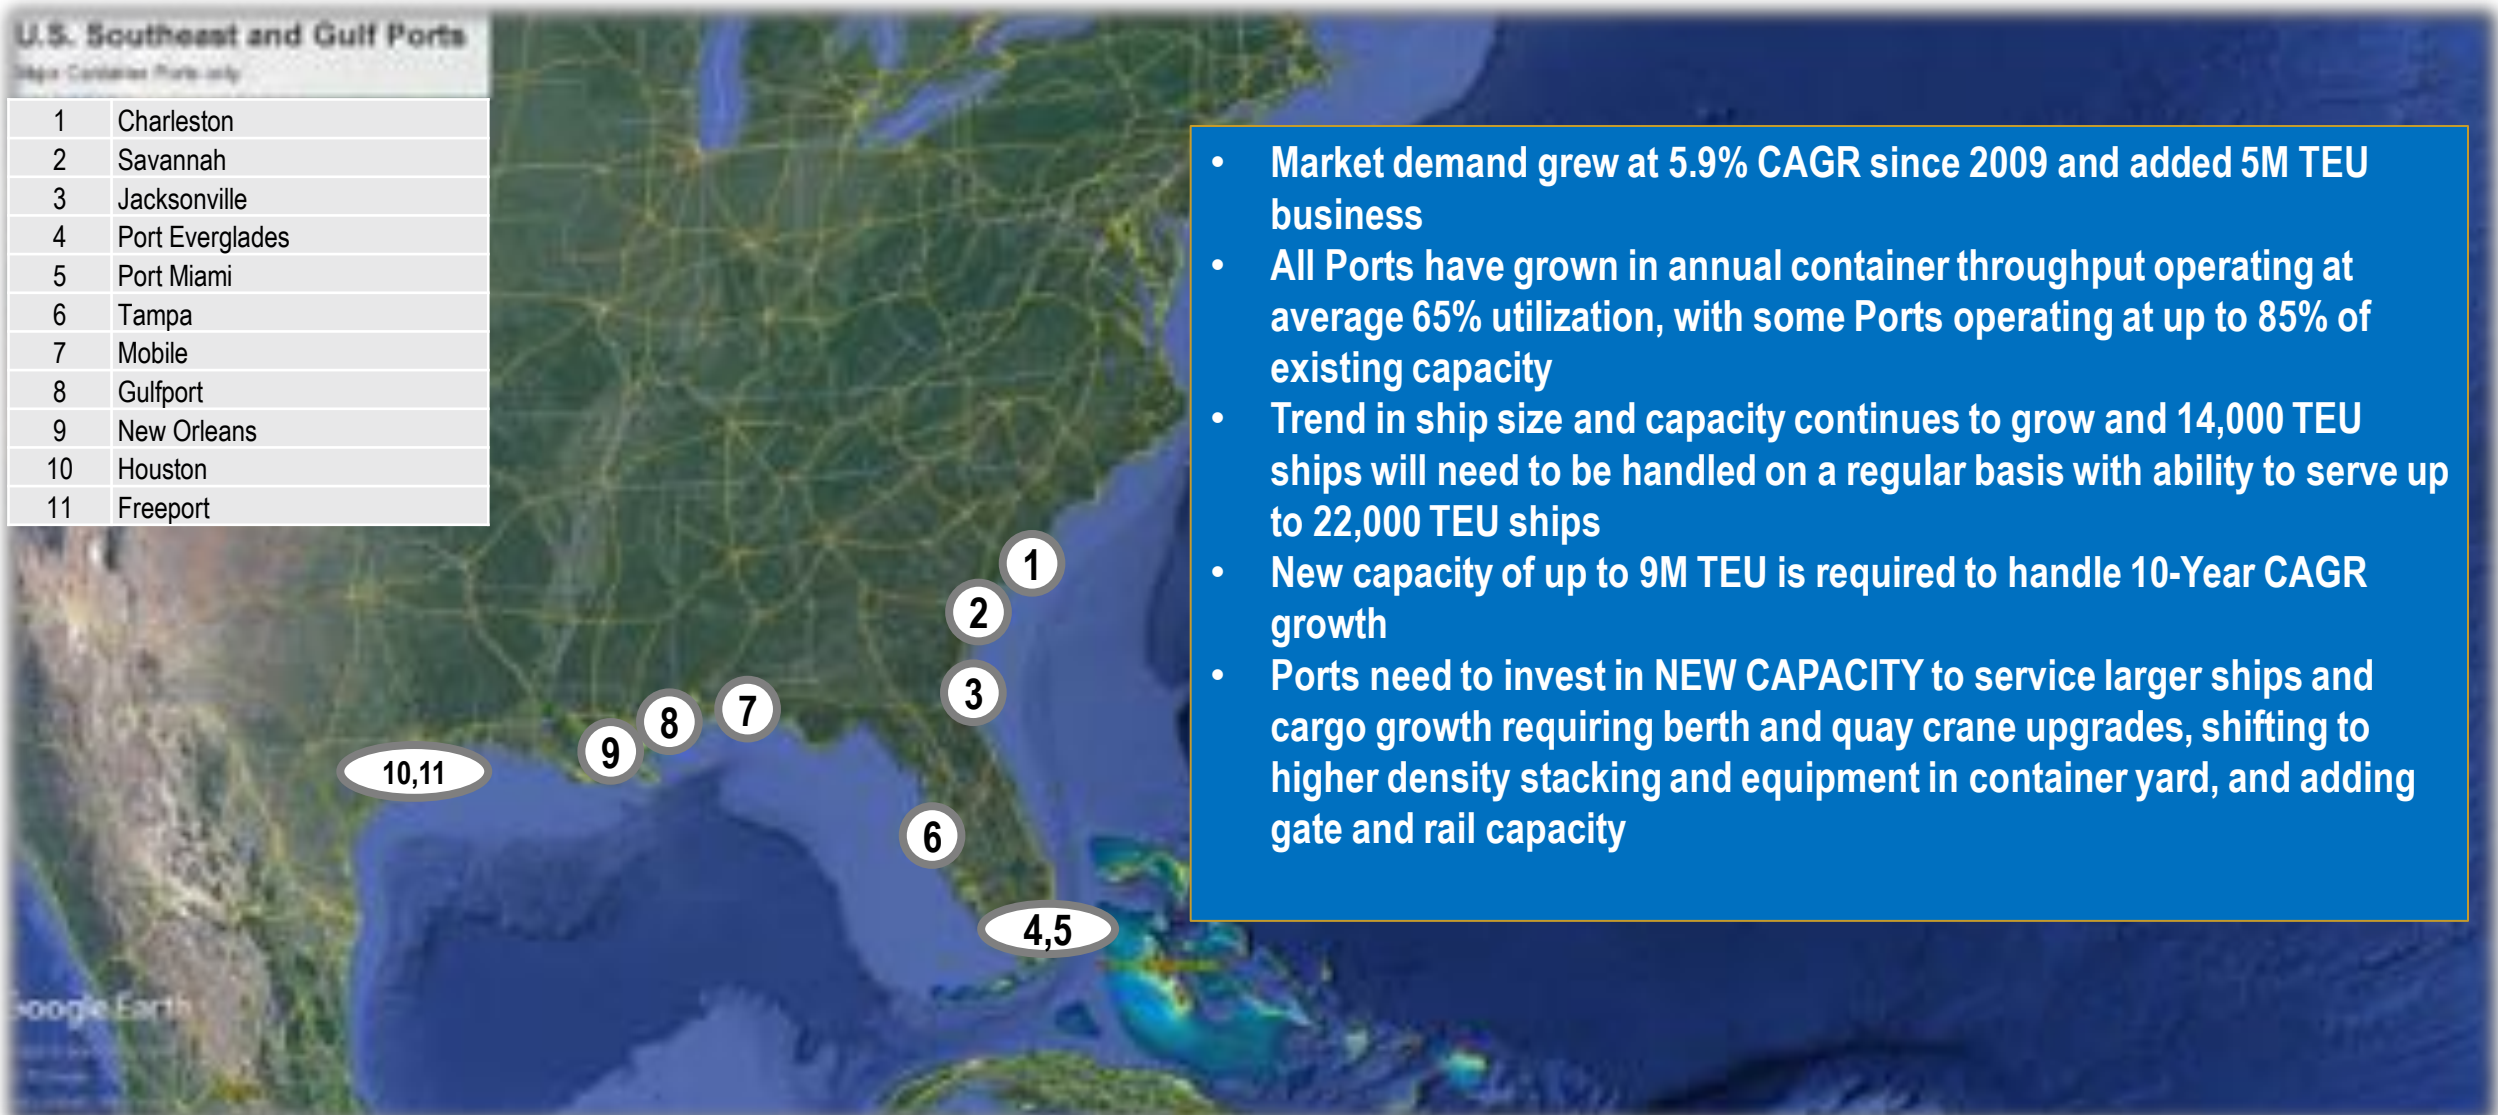 U.S. Southeast and Gulf Ports
Major Container Ports only
1 Charleston
2 Savannah
3 Jacksonville
4 Port Everglades
5 Port Miami
6 Tampa
7 Mobile
8 Gulfport
9 New Orleans
10 Houston
11 Freeport
• Market demand grew at 5.9% CAGR since 2009 and added 5M TEU
business
• All Ports have grown in annual container throughput operating at
average 65% utilization, with some Ports operating at up to 85% of
existing capacity
• Trend in ship size and capacity continues to grow and 14,000 TEU
ships will need to be handled on a regular basis with ability to serve up
to 22,000 TEU ships
• New capacity of up to 9M TEU is required to handle 10-Year CAGR
growth
• Ports need to invest in NEW CAPACITY to service larger ships and
cargo growth requiring berth and quay crane upgrades, shifting to
higher density stacking and equipment in container yard, and adding
gate and rail capacity
1
2
3
7
8
9
10,11
6
4,5
Google Earth